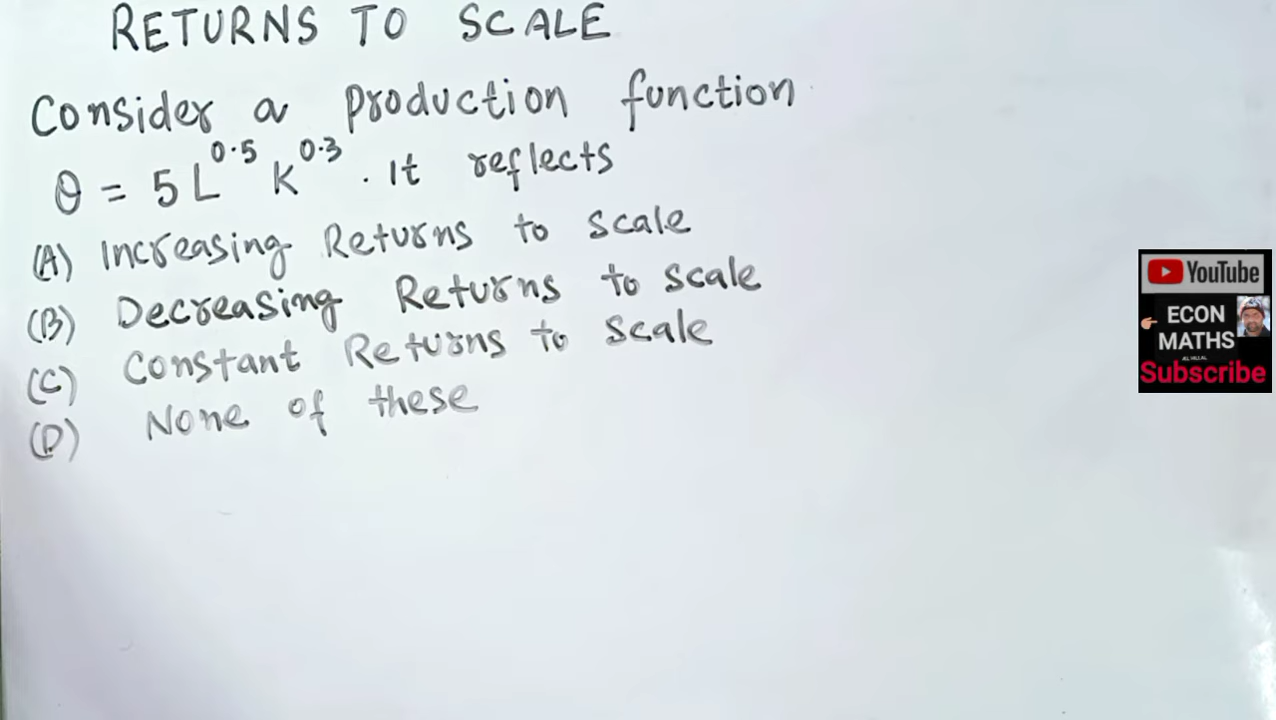 RETURNS TO SCALE
Consider a production function
Q = 5 L^0.5 K^0.3 . It reflects
(A) Increasing Returns to scale
(B) Decreasing Returns to scale
(C) Constant Returns to scale
(D) None of these
YouTube
ECON
MATHS
Subscribe